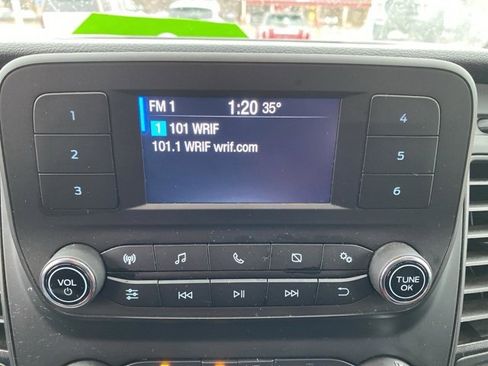 FM 1 1:20 35°
1 101 WRIF
101.1 WRIF wrif.com
1
2
3
4
5
6
VOL
TUNE
OK